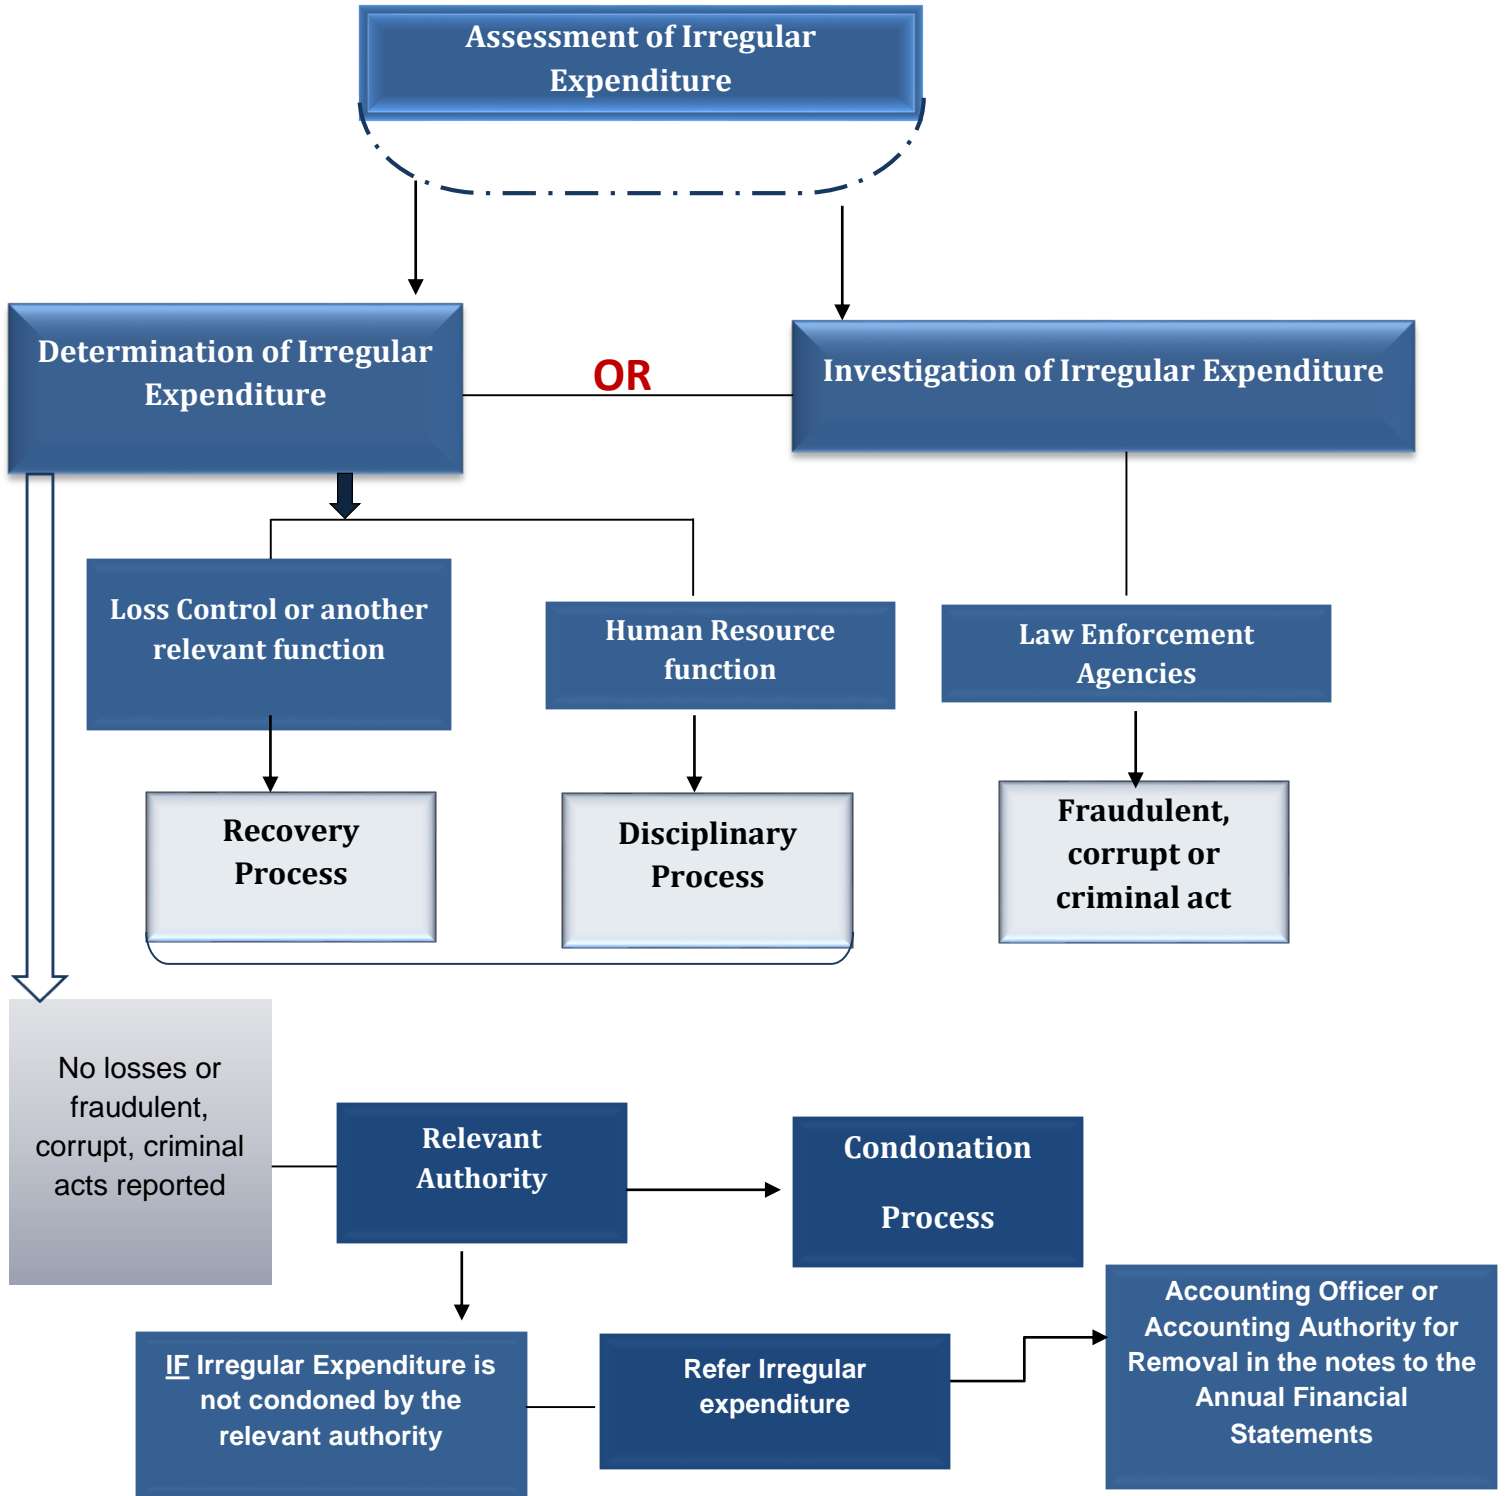 Assessment of Irregular
Expenditure
Determination of Irregular
Expenditure
OR
Investigation of Irregular Expenditure
Loss Control or another
relevant function
Human Resource
function
Law Enforcement
Agencies
Recovery
Process
Disciplinary
Process
Fraudulent,
corrupt or
criminal act
No losses or
fraudulent,
corrupt, criminal
acts reported
Relevant
Authority
Condonation
Process
IF Irregular Expenditure is
not condoned by the
relevant authority
Refer Irregular
expenditure
Accounting Officer or
Accounting Authority for
Removal in the notes to the
Annual Financial
Statements